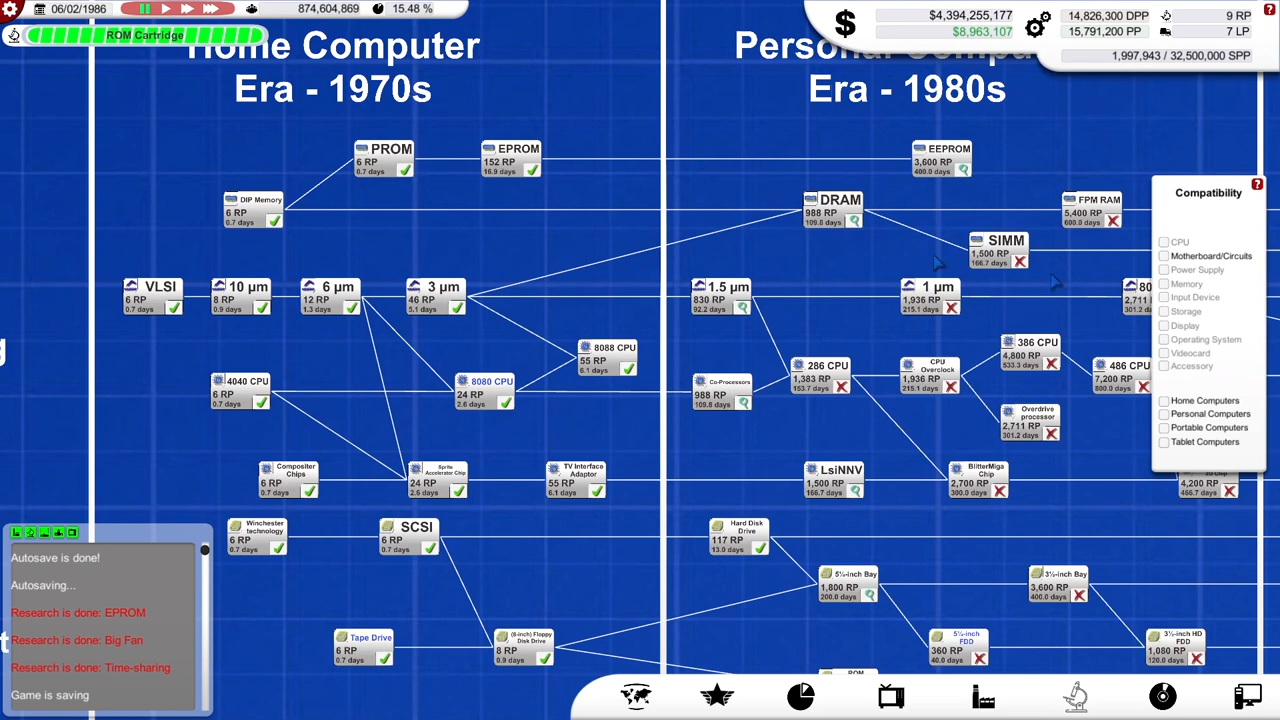 06/02/1986
874,604,869
15.48 %
$4,394,255,177
$8,963,107
14,826,300 DPP
15,791,200 PP
9 RP
7 LP
1,997,943 / 32,500,000 SPP
ROM Cartridge
Home Computer
Era - 1970s
Era - 1980s
PROM
6 RP
0.7 days
EPROM
152 RP
16.9 days
EEPROM
3,600 RP
400.0 days
DIP Memory
6 RP
0.7 days
DRAM
988 RP
109.8 days
FPM RAM
5,400 RP
600.0 days
SIMM
1,500 RP
166.7 days
VLSI
6 RP
0.7 days
10 µm
8 RP
0.9 days
6 µm
12 RP
1.3 days
3 µm
46 RP
5.1 days
1.5 µm
830 RP
92.2 days
1 µm
1,936 RP
215.1 days
80
2,711
301.2 days
8088 CPU
55 RP
6.1 days
386 CPU
4,800 RP
533.3 days
4040 CPU
6 RP
0.7 days
8080 CPU
24 RP
2.6 days
Co-Processors
988 RP
109.8 days
286 CPU
1,383 RP
153.7 days
CPU
Overclock
1,936 RP
215.1 days
486 CPU
7,200 RP
800.0 days
Overdrive
processor
2,711 RP
301.2 days
Compositor
Chips
6 RP
0.7 days
Sprite
Accelerator Chip
24 RP
2.6 days
TV Interface
Adaptor
55 RP
6.1 days
LsiNNV
1,500 RP
166.7 days
BlitterMiga
Chip
2,700 RP
300.0 days
4,200 RP
466.7 days
Winchester
technology
6 RP
0.7 days
SCSI
6 RP
0.7 days
Hard Disk
Drive
117 RP
13.0 days
5¼-inch Bay
1,800 RP
200.0 days
3½-inch Bay
3,600 RP
400.0 days
Tape Drive
6 RP
0.7 days
(8-inch) Floppy
Disk Drive
8 RP
0.9 days
5¼-inch
FDD
360 RP
40.0 days
3½-inch HD
FDD
1,080 RP
120.0 days
ROM
Compatibility
CPU
Motherboard/Circuits
Power Supply
Memory
Input Device
Storage
Display
Operating System
Videocard
Accessory
Home Computers
Personal Computers
Portable Computers
Tablet Computers
Autosave is done!
Autosaving...
Research is done: EPROM
Research is done: Big Fan
Research is done: Time-sharing
Game is saving